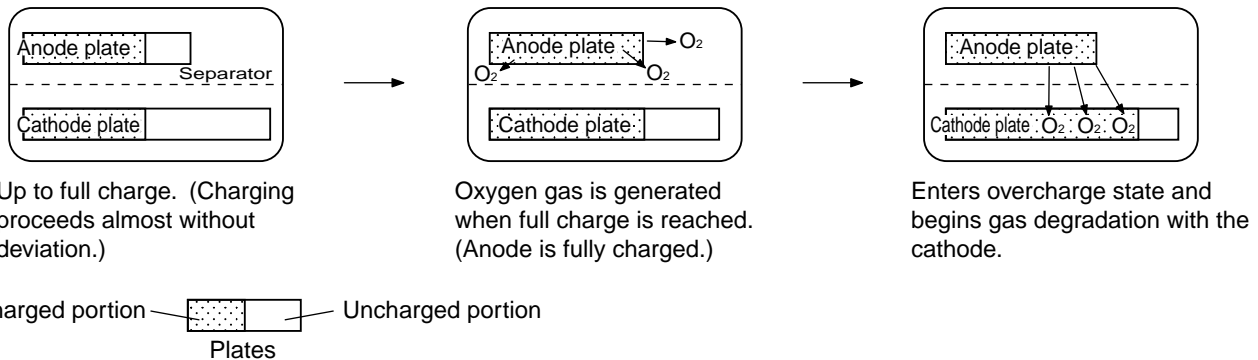 Anode plate
Separator
Cathode plate
Anode plate
O₂
O₂
O₂
Cathode plate
Anode plate
Cathode plate O₂ O₂ O₂
Up to full charge. (Charging
proceeds almost without
deviation.)
Oxygen gas is generated
when full charge is reached.
(Anode is fully charged.)
Enters overcharge state and
begins gas degradation with the
cathode.
harged portion
Uncharged portion
Plates